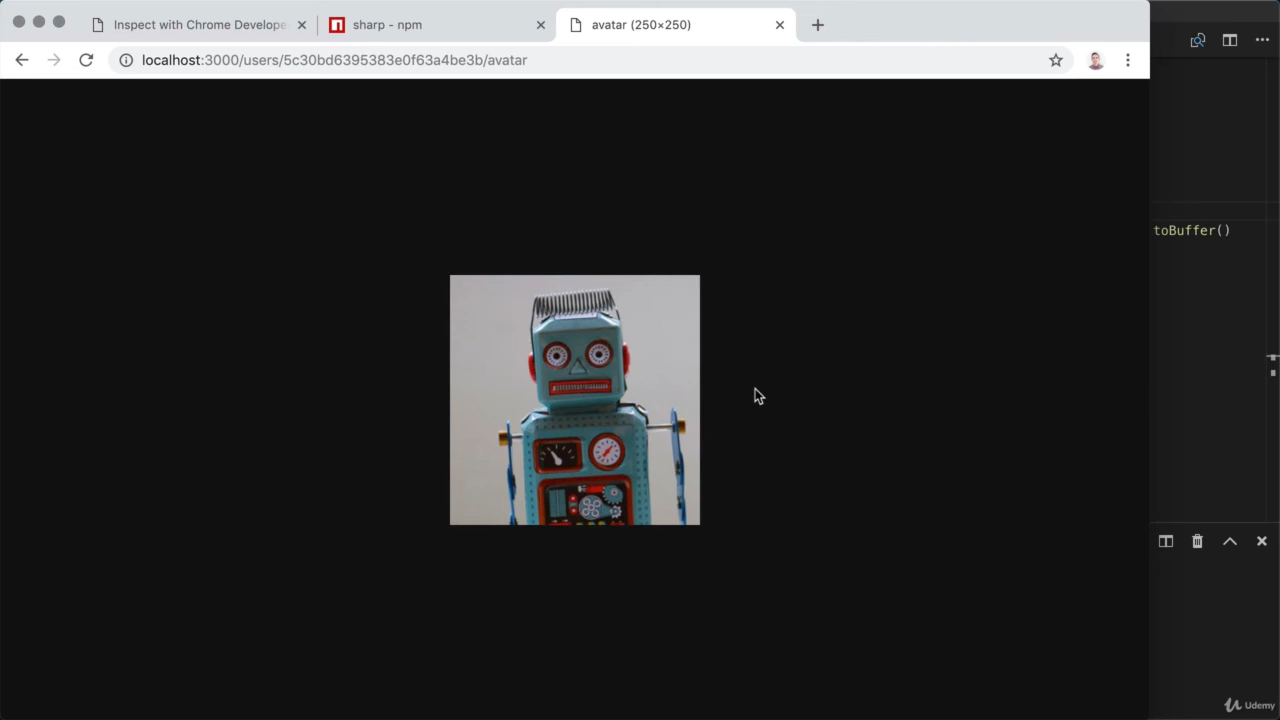 Inspect with Chrome Develope
sharp - npm
avatar (250×250)
localhost:3000/users/5c30bd6395383e0f63a4be3b/avatar
toBuffer()
Udemy